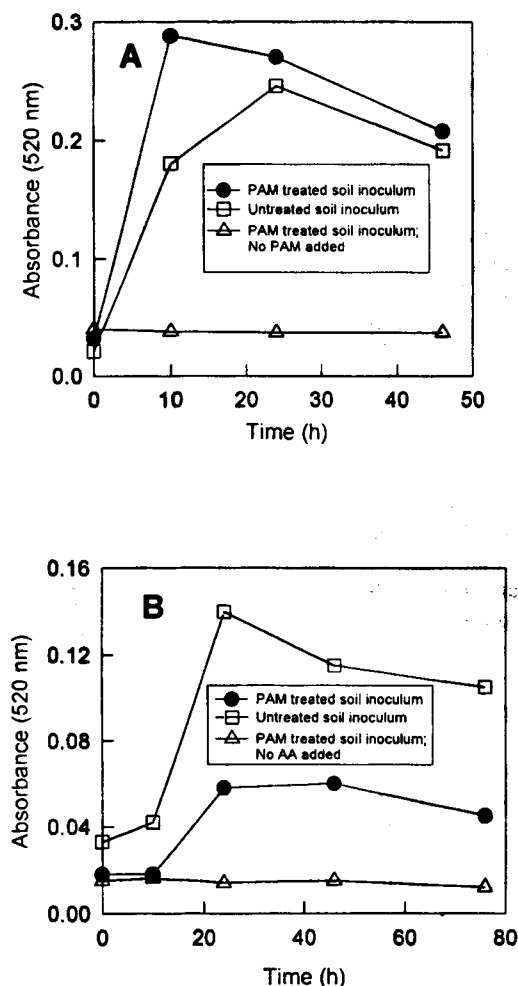 A
0.3
0.2
0.1
0.0
Absorbance (520 nm)
PAM treated soil inoculum
Untreated soil inoculum
PAM treated soil inoculum;
No PAM added
0 10 20 30 40 50
Time (h)
B
0.16
0.12
0.08
0.04
0.00
Absorbance (520 nm)
PAM treated soil inoculum
Untreated soil inoculum
PAM treated soil inoculum;
No AA added
0 20 40 60 80
Time (h)